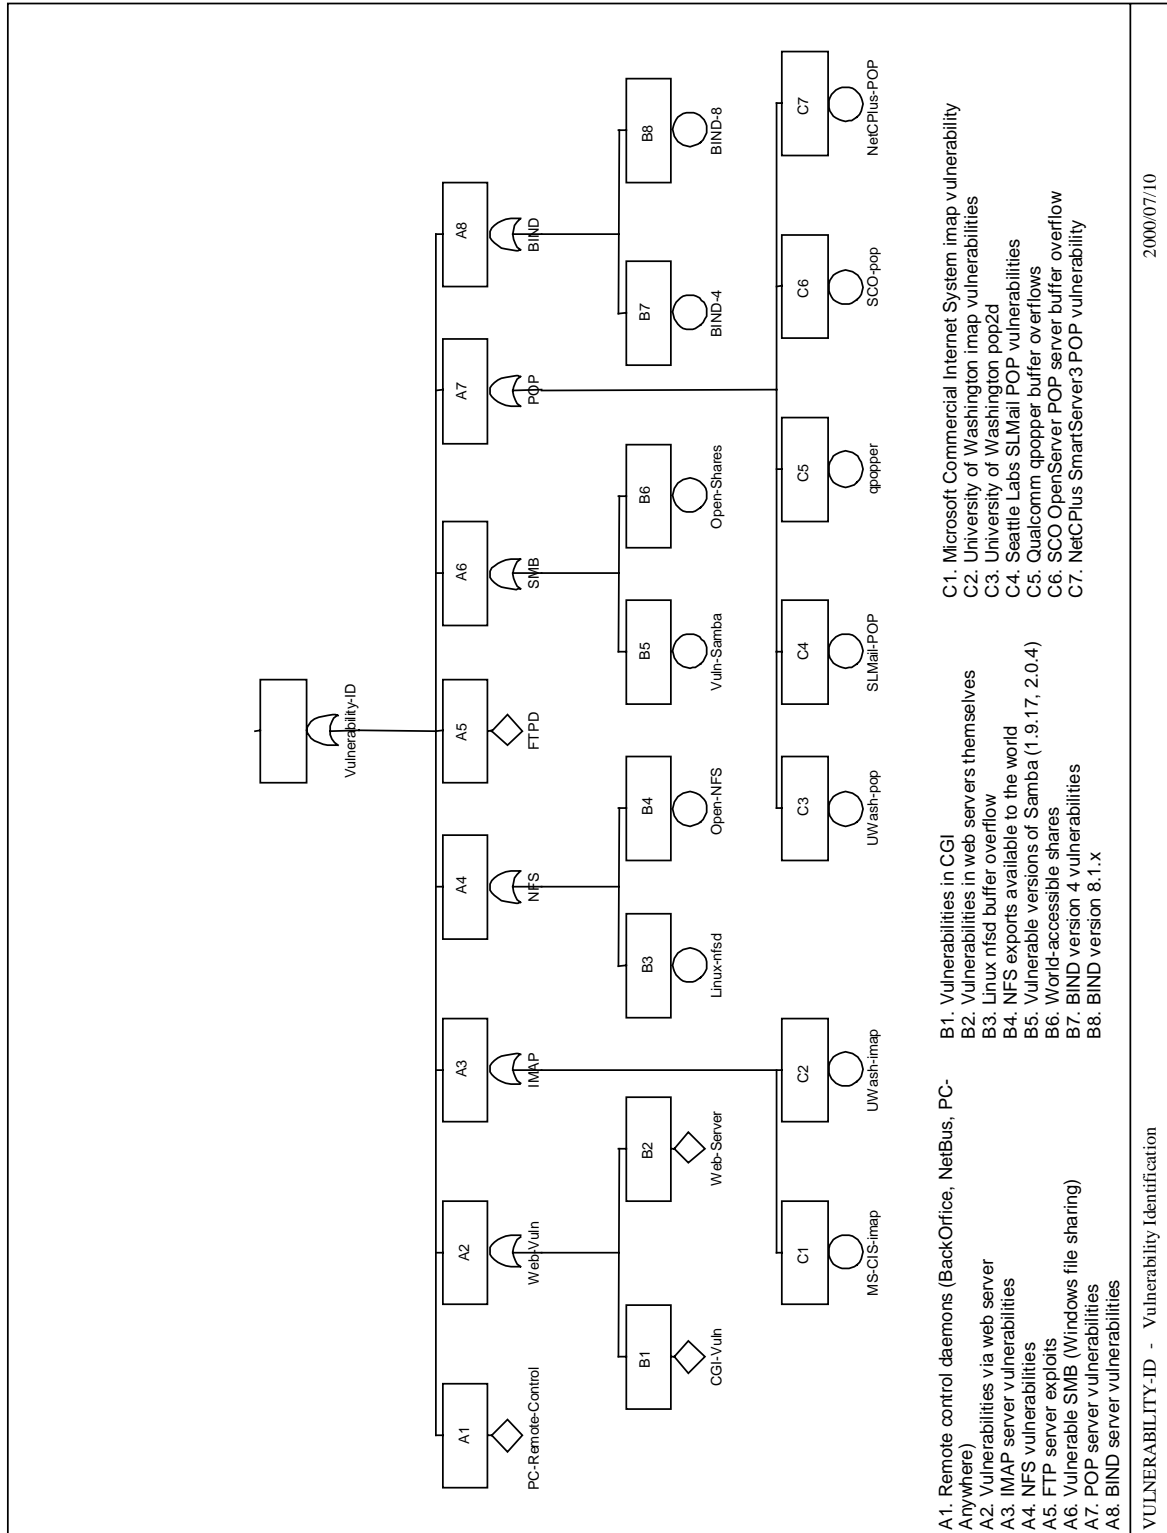 Vulnerability-ID
A1
A2
A3
A4
A5
A6
A7
A8
PC-Remote-Control
Web-Vuln
IMAP
NFS
FTPD
SMB
POP
BIND
B1
B2
B3
B4
B5
B6
B7
B8
CGI-Vuln
Web-Server
Linux-nfsd
Open-NFS
Vuln-Samba
Open-Shares
BIND-4
BIND-8
C1
C2
C3
C4
C5
C6
C7
MS-CIS-imap
UWash-imap
UWash-pop
SLMail-POP
qpopper
SCO-pop
NetCPlus-POP
A1. Remote control daemons (BackOrfice, NetBus, PC-
Anywhere)
A2. Vulnerabilities via web server
A3. IMAP server vulnerabilities
A4. NFS vulnerabilities
A5. FTP server exploits
A6. Vulnerable SMB (Windows file sharing)
A7. POP server vulnerabilities
A8. BIND server vulnerabilities
B1. Vulnerabilities in CGI
B2. Vulnerabilities in web servers themselves
B3. Linux nfsd buffer overflow
B4. NFS exports available to the world
B5. Vulnerable versions of Samba (1.9.17, 2.0.4)
B6. World-accessible shares
B7. BIND version 4 vulnerabilities
B8. BIND version 8.1.x
C1. Microsoft Commercial Internet System imap vulnerability
C2. University of Washington imap vulnerabilities
C3. University of Washington pop2d
C4. Seattle Labs SLMail POP vulnerabilities
C5. Qualcomm qpopper buffer overflows
C6. SCO OpenServer POP server buffer overflow
C7. NetCPlus SmartServer3 POP vulnerability
VULNERABILITY-ID - Vulnerability Identification
2000/07/10